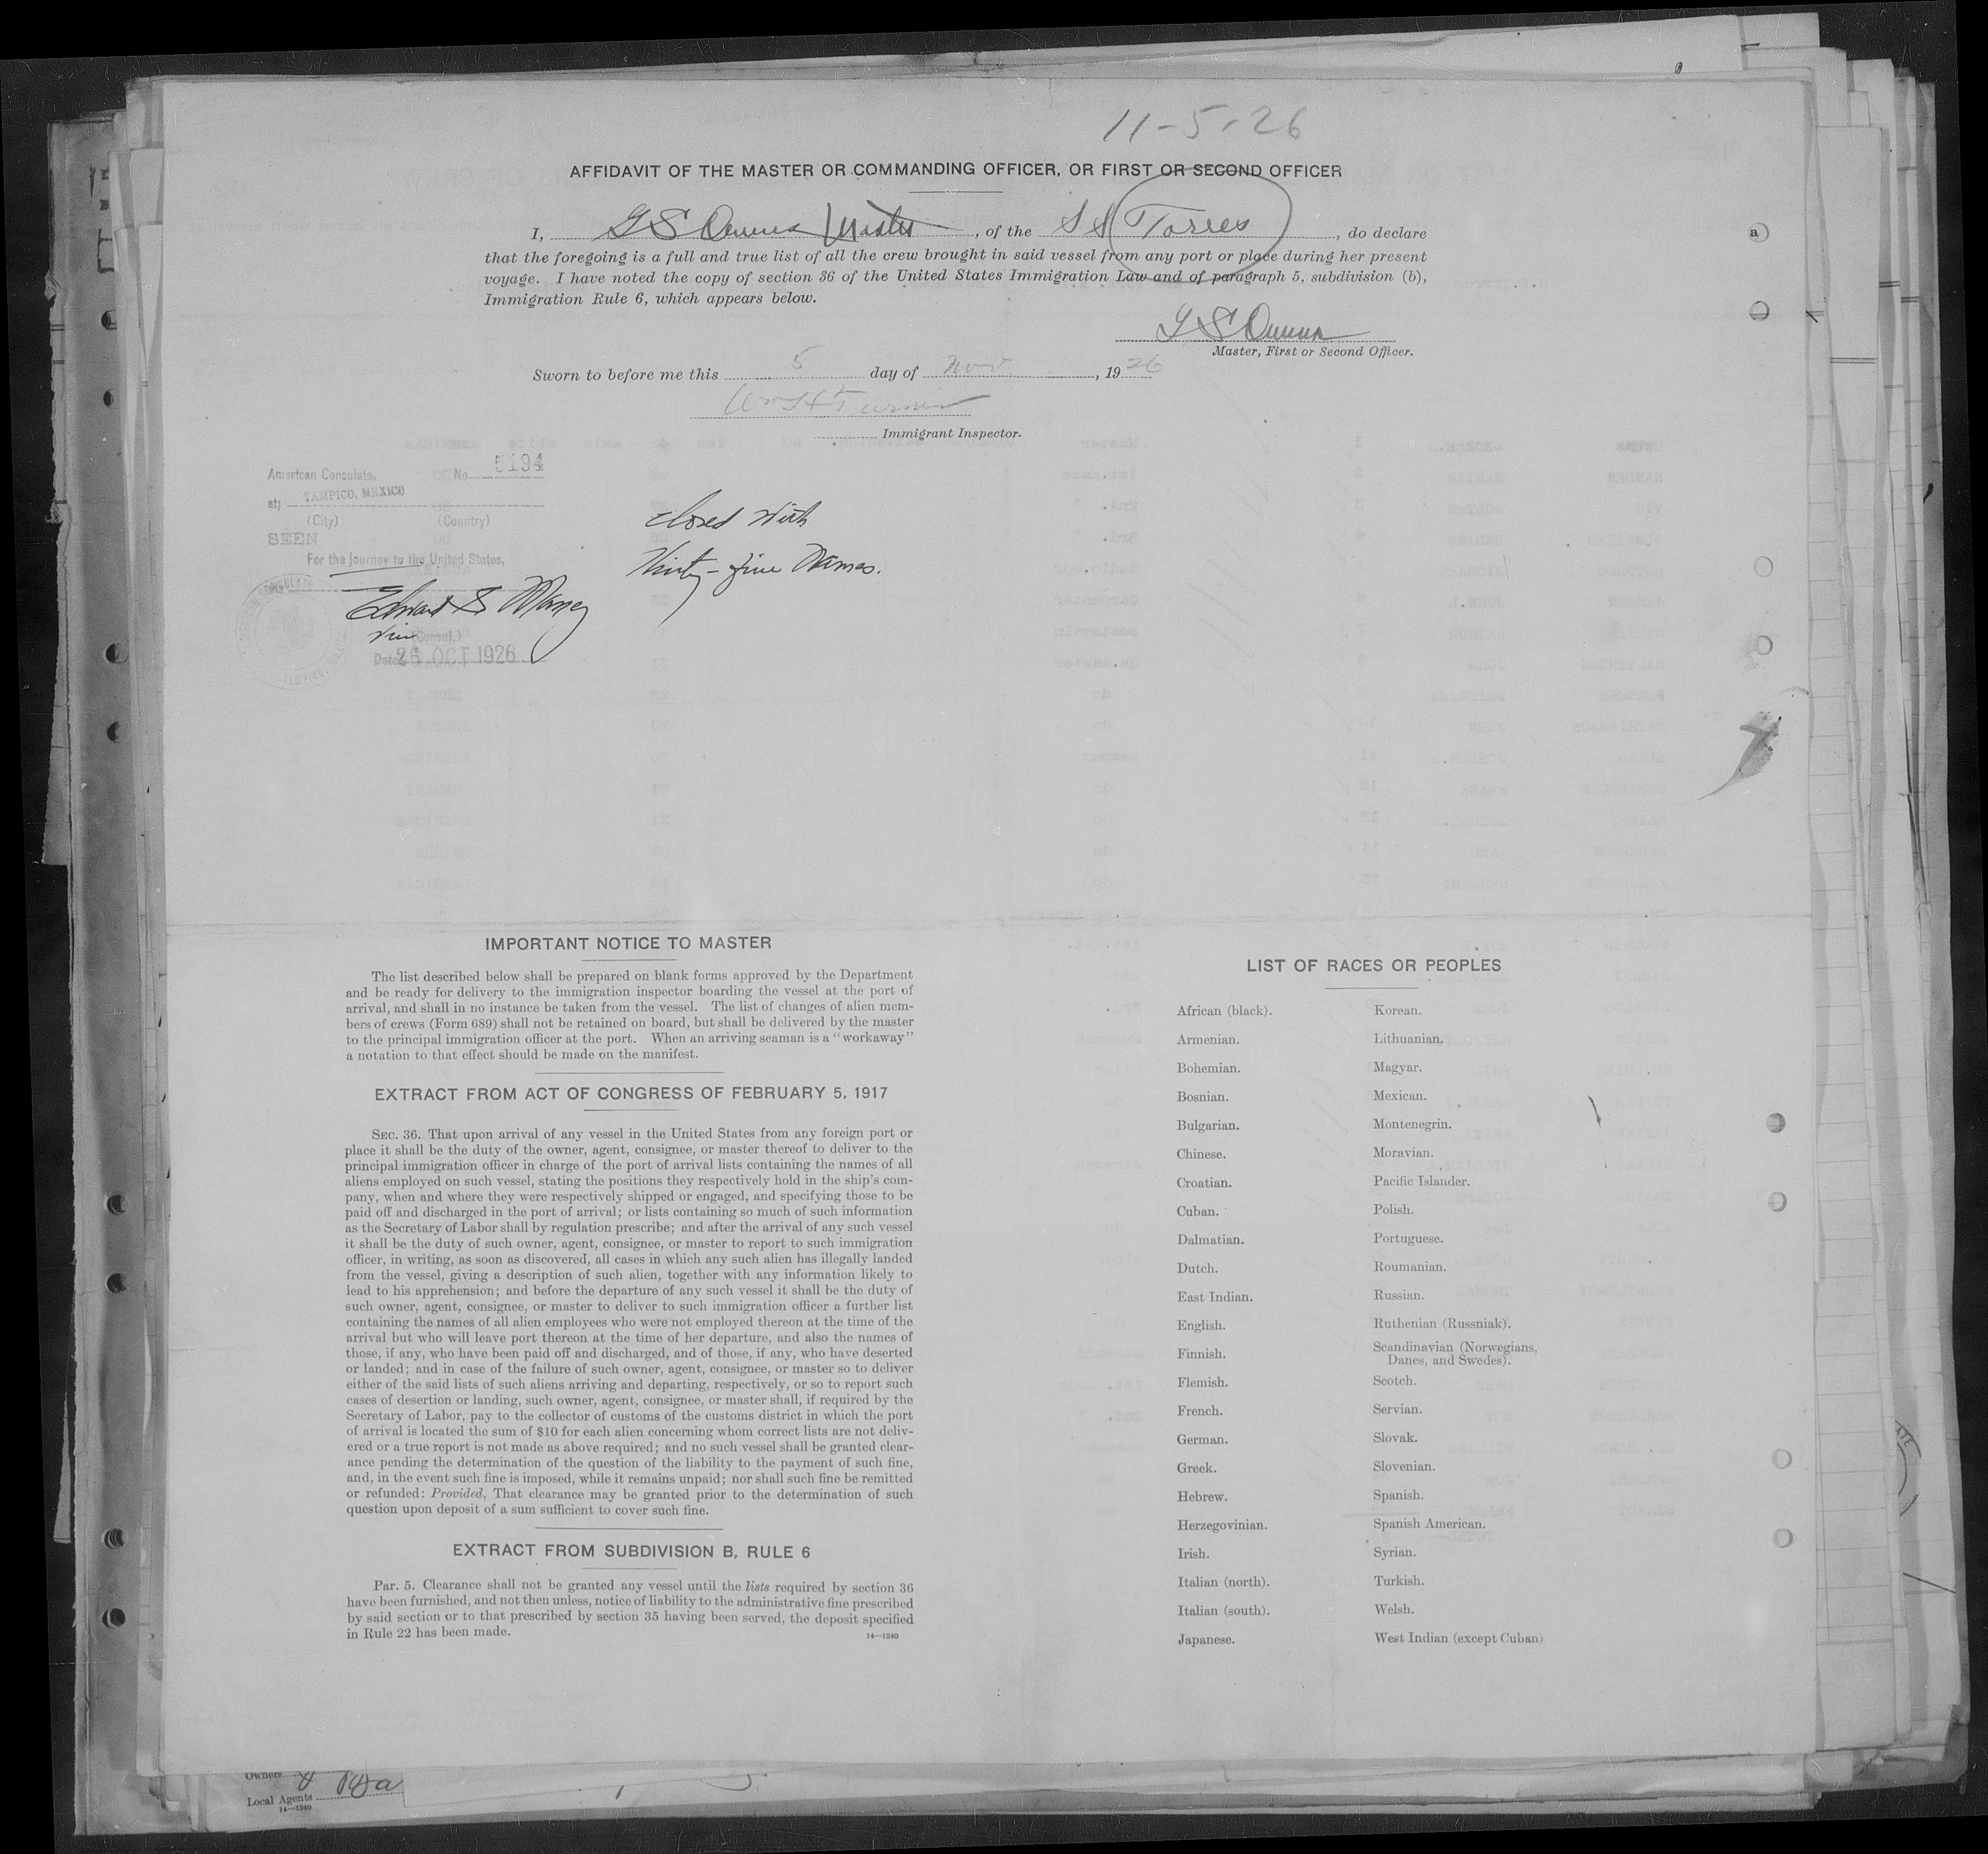 11-5-26
AFFIDAVIT OF THE MASTER OR COMMANDING OFFICER, OR FIRST OR SECOND OFFICER
I, G S Owens Master, of the S S Torres, do declare
that the foregoing is a full and true list of all the crew brought in said vessel from any port or place during her present
voyage. I have noted the copy of section 36 of the United States Immigration Law and of paragraph 5, subdivision (b),
Immigration Rule 6, which appears below.
G S Owens
Master, First or Second Officer.
Sworn to before me this 5 day of Nov., 1926
Wm H Turner
Immigrant Inspector.
American Consulate, No. 5194
at; TAMPICO, MEXICO
(City) (Country)
SEEN
For the journey to the United States,
Edward S Maney
Vice (Consul.)
Date 26 OCT 1926
Closed with
Thirty-five Names.
IMPORTANT NOTICE TO MASTER
The list described below shall be prepared on blank forms approved by the Department
and be ready for delivery to the immigration inspector boarding the vessel at the port of
arrival, and shall in no instance be taken from the vessel. The list of changes of alien mem-
bers of crews (Form 689) shall not be retained on board, but shall be delivered by the master
to the principal immigration officer at the port. When an arriving seaman is a "workaway"
a notation to that effect should be made on the manifest.
EXTRACT FROM ACT OF CONGRESS OF FEBRUARY 5, 1917
SEC. 36. That upon arrival of any vessel in the United States from any foreign port or
place it shall be the duty of the owner, agent, consignee, or master thereof to deliver to the
principal immigration officer in charge of the port of arrival lists containing the names of all
aliens employed on such vessel, stating the positions they respectively hold in the ship's com-
pany, when and where they were respectively shipped or engaged, and specifying those to be
paid off and discharged in the port of arrival; or lists containing so much of such information
as the Secretary of Labor shall by regulation prescribe; and after the arrival of any such vessel
it shall be the duty of such owner, agent, consignee, or master to report to such immigration
officer, in writing, as soon as discovered, all cases in which any such alien has illegally landed
from the vessel, giving a description of such alien, together with any information likely to
lead to his apprehension; and before the departure of any such vessel it shall be the duty of
such owner, agent, consignee, or master to deliver to such immigration officer a further list
containing the names of all alien employees who were not employed thereon at the time of the
arrival but who will leave port thereon at the time of her departure, and also the names of
those, if any, who have been paid off and discharged, and of those, if any, who have deserted
or landed; and in case of the failure of such owner, agent, consignee, or master so to deliver
either of the said lists of such aliens arriving and departing, respectively, or so to report such
cases of desertion or landing, such owner, agent, consignee, or master shall, if required by the
Secretary of Labor, pay to the collector of customs of the customs district in which the port
of arrival is located the sum of $10 for each alien concerning whom correct lists are not deliv-
ered or a true report is not made as above required; and no such vessel shall be granted clear-
ance pending the determination of the question of the liability to the payment of such fine,
and, in the event such fine is imposed, while it remains unpaid; nor shall such fine be remitted
or refunded: Provided, That clearance may be granted prior to the determination of such
question upon deposit of a sum sufficient to cover such fine.
EXTRACT FROM SUBDIVISION B, RULE 6
Par. 5. Clearance shall not be granted any vessel until the lists required by section 36
have been furnished, and not then unless, notice of liability to the administrative fine prescribed
by said section or to that prescribed by section 35 having been served, the deposit specified
in Rule 22 has been made.
14—1240
LIST OF RACES OR PEOPLES
African (black). Korean.
Armenian. Lithuanian.
Bohemian. Magyar.
Bosnian. Mexican.
Bulgarian. Montenegrin.
Chinese. Moravian.
Croatian. Pacific Islander.
Cuban. Polish.
Dalmatian. Portuguese.
Dutch. Roumanian.
East Indian. Russian.
English. Ruthenian (Russniak).
Finnish. Scandinavian (Norwegians,
Danes, and Swedes).
Flemish. Scotch.
French. Servian.
German. Slovak.
Greek. Slovenian.
Hebrew. Spanish.
Herzegovinian. Spanish American.
Irish. Syrian.
Italian (north). Turkish.
Italian (south). Welsh.
Japanese. West Indian (except Cuban)
Owners
Local Agents
14—1240